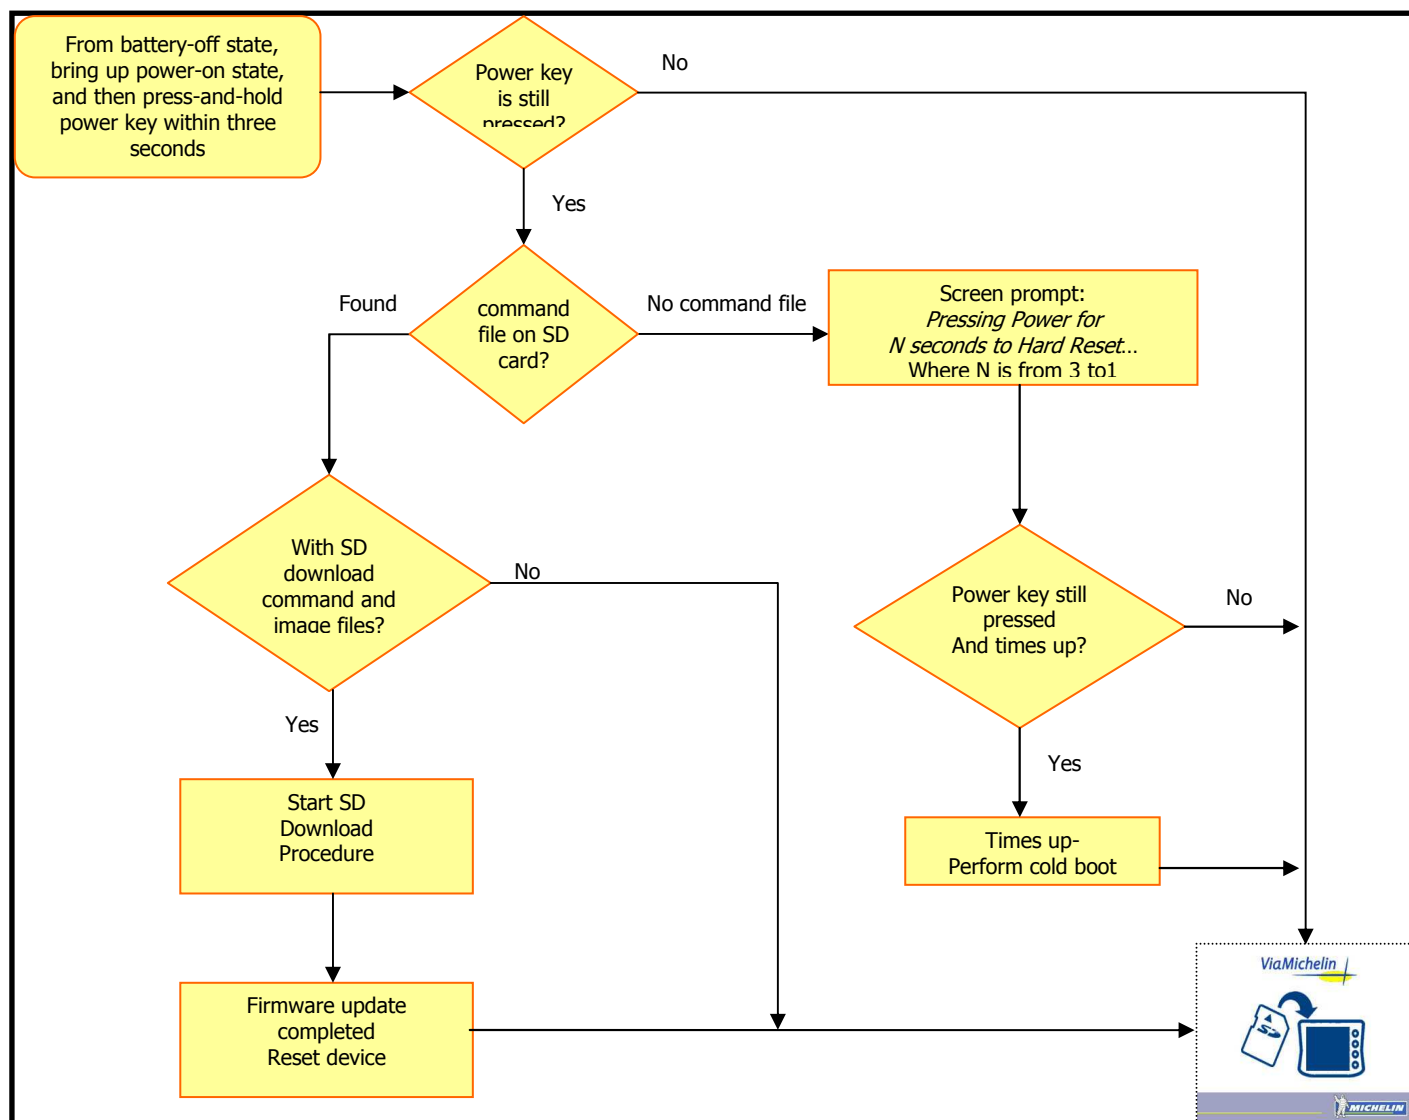 From battery-off state,
bring up power-on state,
and then press-and-hold
power key within three
seconds
Power key
is still
pressed?
No
Yes
command
file on SD
card?
Found
No command file
Screen prompt:
Pressing Power for
N seconds to Hard Reset...
Where N is from 3 to1
With SD
download
command and
image files?
No
Yes
Power key still
pressed
And times up?
No
Yes
Start SD
Download
Procedure
Times up-
Perform cold boot
Firmware update
completed
Reset device
ViaMichelin
SD
MICHELIN